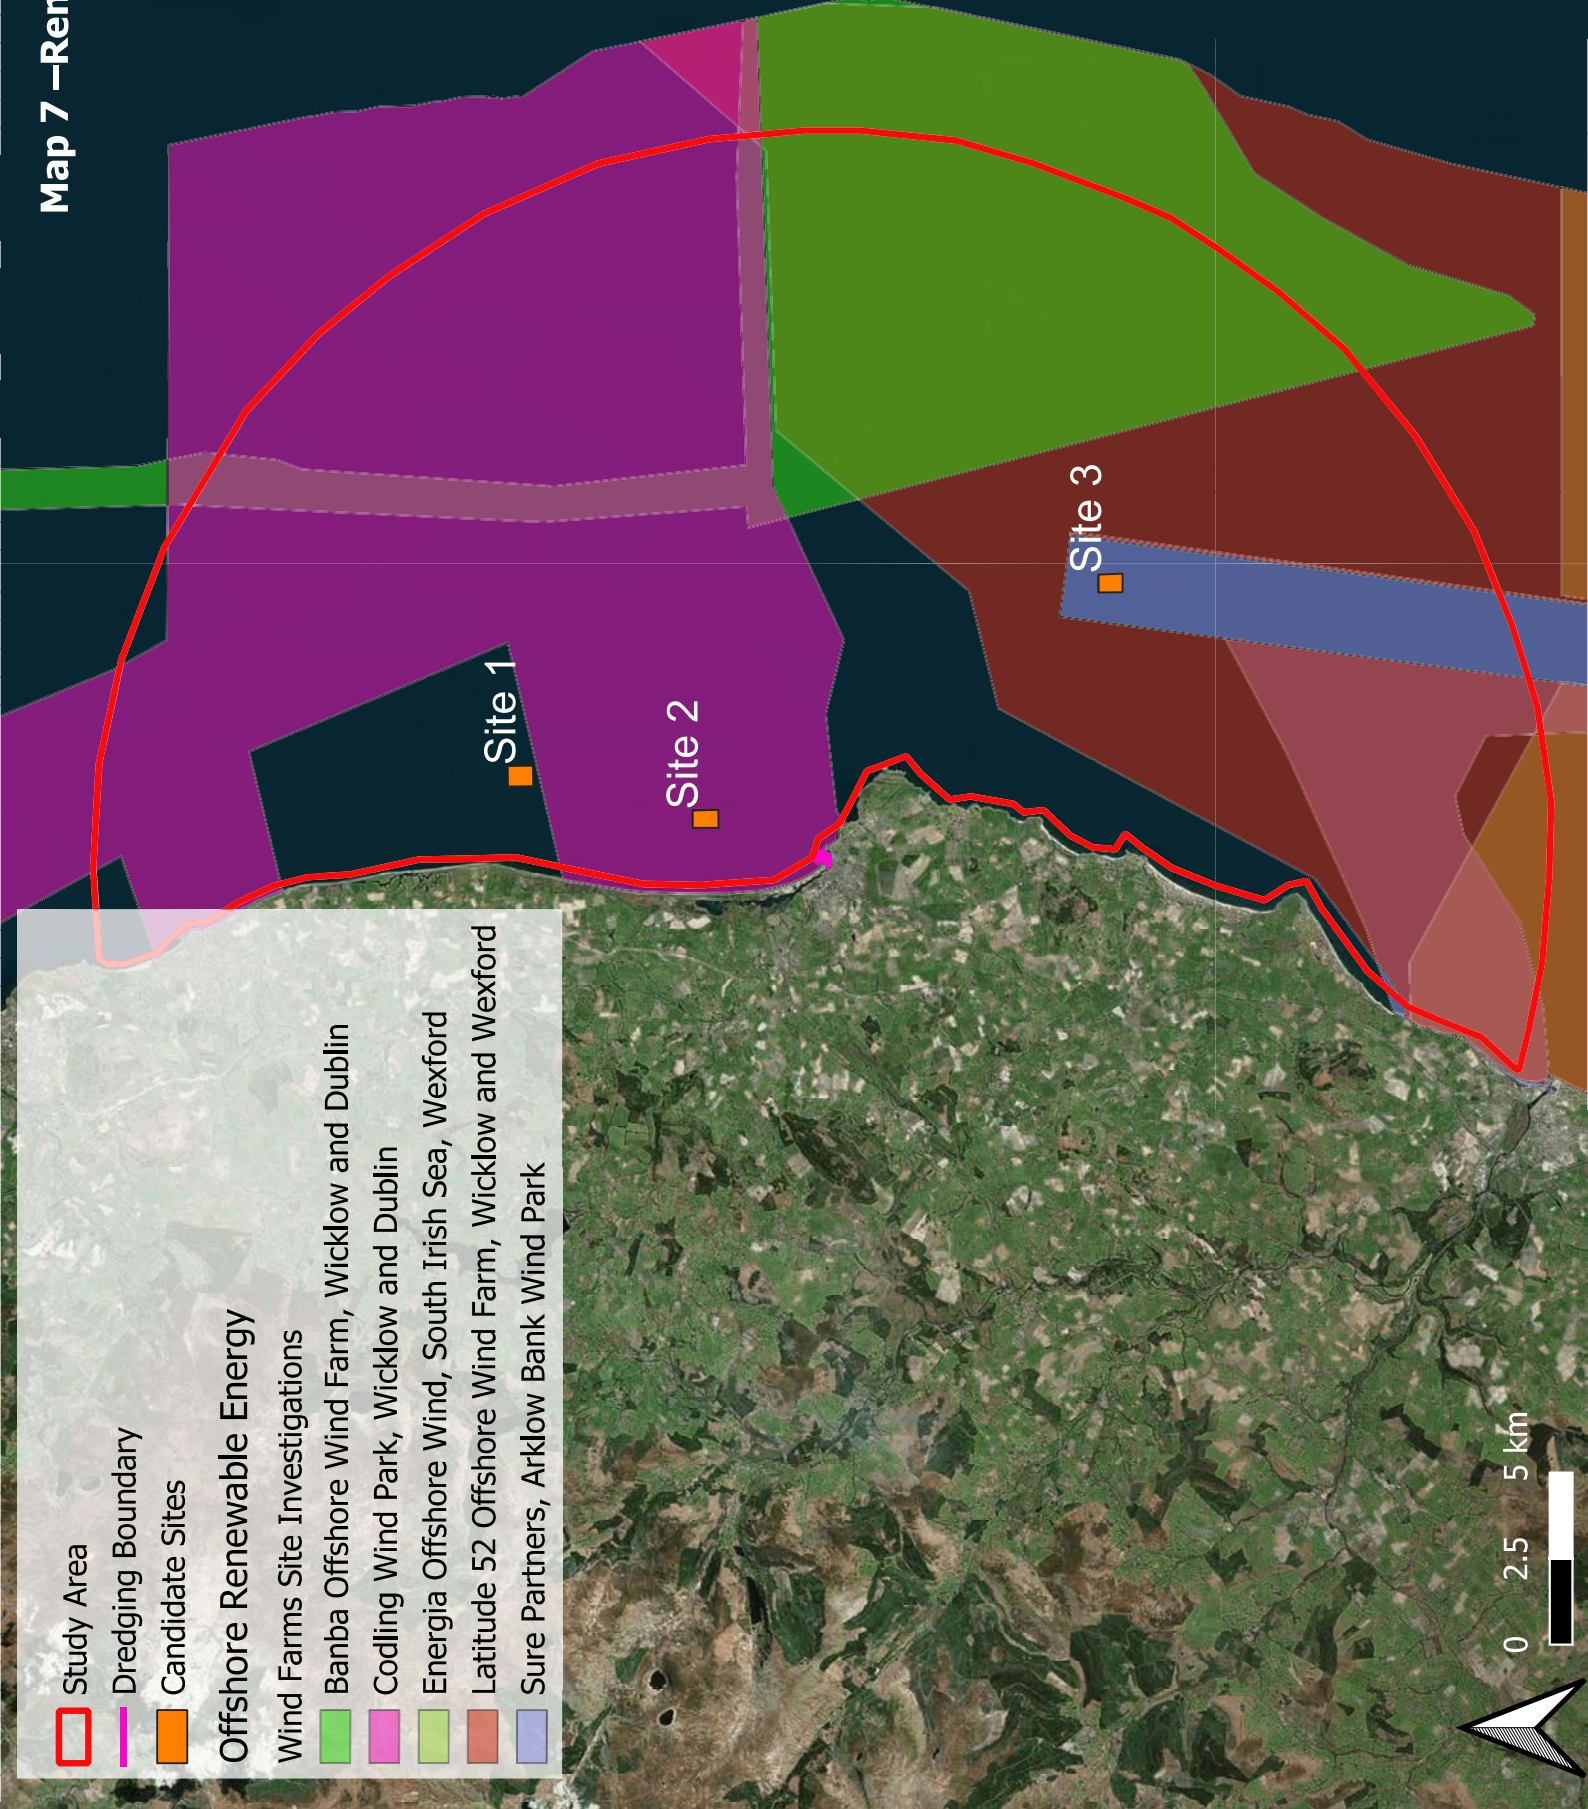 Map 7 –Ren
Study Area
Dredging Boundary
Candidate Sites
Offshore Renewable Energy
Wind Farms Site Investigations
Banba Offshore Wind Farm, Wicklow and Dublin
Codling Wind Park, Wicklow and Dublin
Energia Offshore Wind, South Irish Sea, Wexford
Latitude 52 Offshore Wind Farm, Wicklow and Wexford
Sure Partners, Arklow Bank Wind Park
Site 1
Site 2
Site 3
0 2.5 5 km